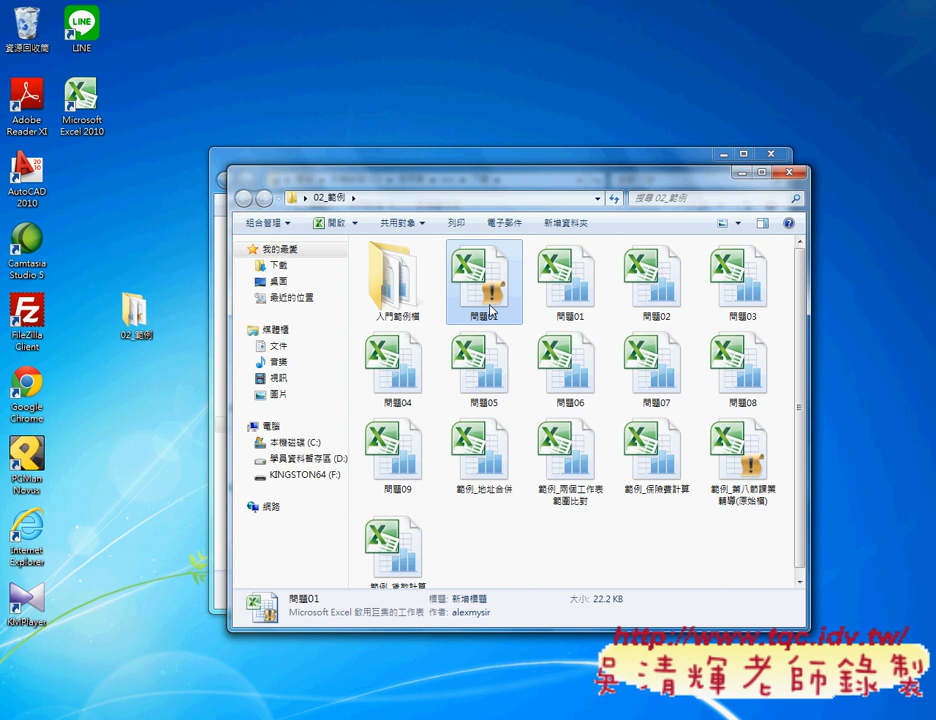 資源回收筒
LINE
Adobe
Reader XI
Microsoft
Excel 2010
AutoCAD
2010
Camtasia
Studio 5
FileZilla
Client
Google
Chrome
PCMan
Novus
Internet
Explorer
KMPlayer
02_範例
02_範例
搜尋 02_範例
組合管理
開啟
共用對象
列印
電子郵件
新增資料夾
我的最愛
下載
桌面
最近的位置
媒體櫃
文件
音樂
視訊
圖片
電腦
本機磁碟 (C:)
學員資料暫存區 (D:)
KINGSTON64 (F:)
網路
入門範例檔
問題01
問題01
問題02
問題03
問題04
問題05
問題06
問題07
問題08
問題09
範例_地址合併
範例_兩個工作表
範圍比對
範例_保險費計算
範例_第八節課業
輔導(原始檔)
問題01
標題: 新增標題
大小: 22.2 KB
Microsoft Excel 啟用巨集的工作表
作者: alexmysir
http://www.tqc.idv.tw/
吳清輝老師錄製